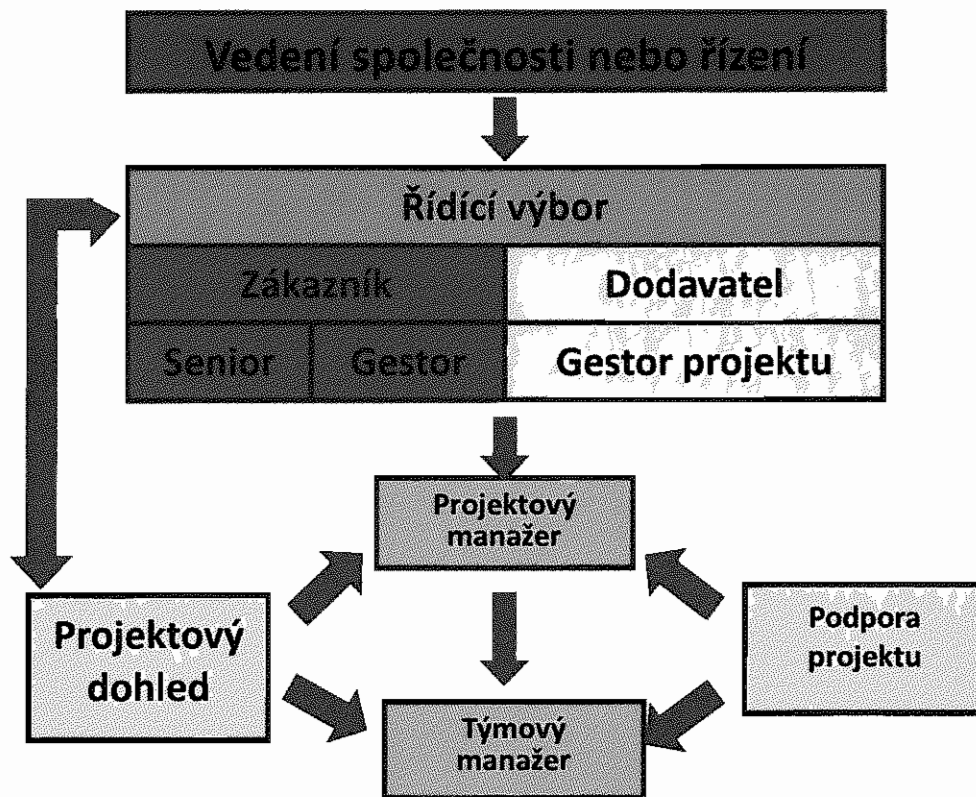 Vedení společnosti nebo řízení
Řídící výbor
Zákazník
Dodavatel
Senior
Gestor
Gestor projektu
Projektový
manažer
Projektový
dohled
Podpora
projektu
Týmový
manažer